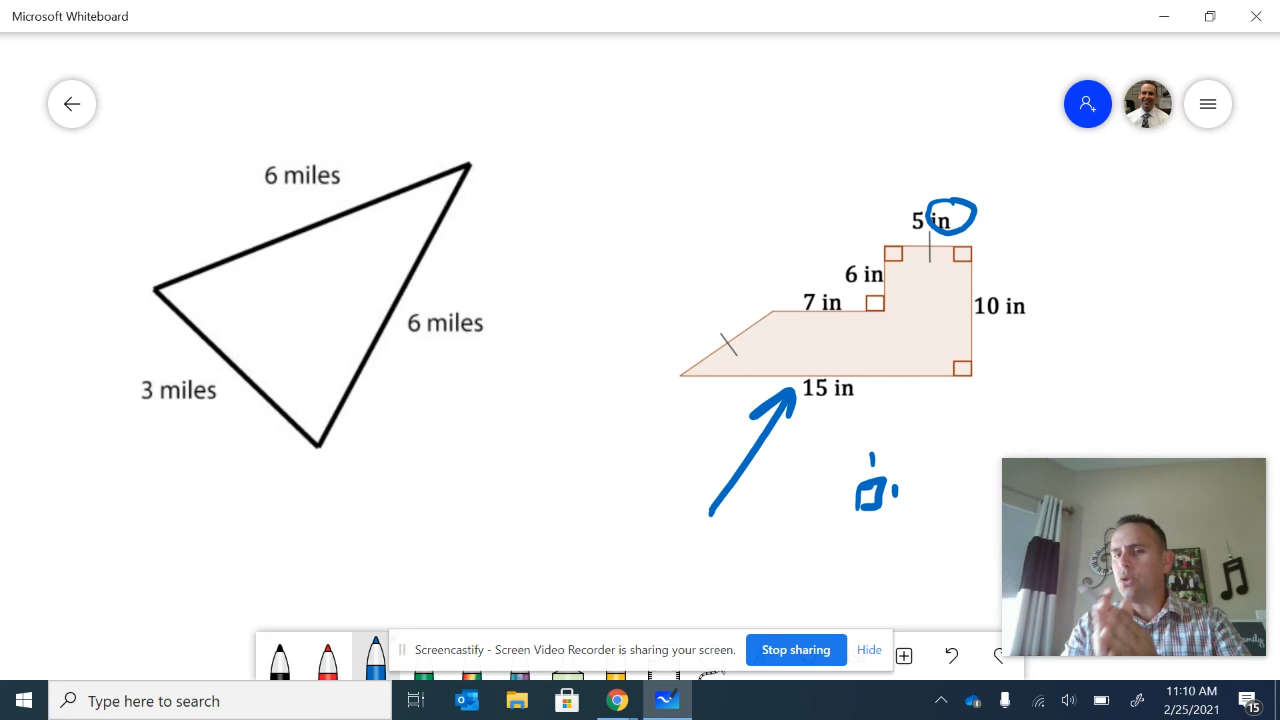 Microsoft Whiteboard
6 miles
6 miles
3 miles
5 in
6 in
7 in
10 in
15 in
Screencastify - Screen Video Recorder is sharing your screen.
Stop sharing
Hide
Type here to search
11:10 AM
2/25/2021
15